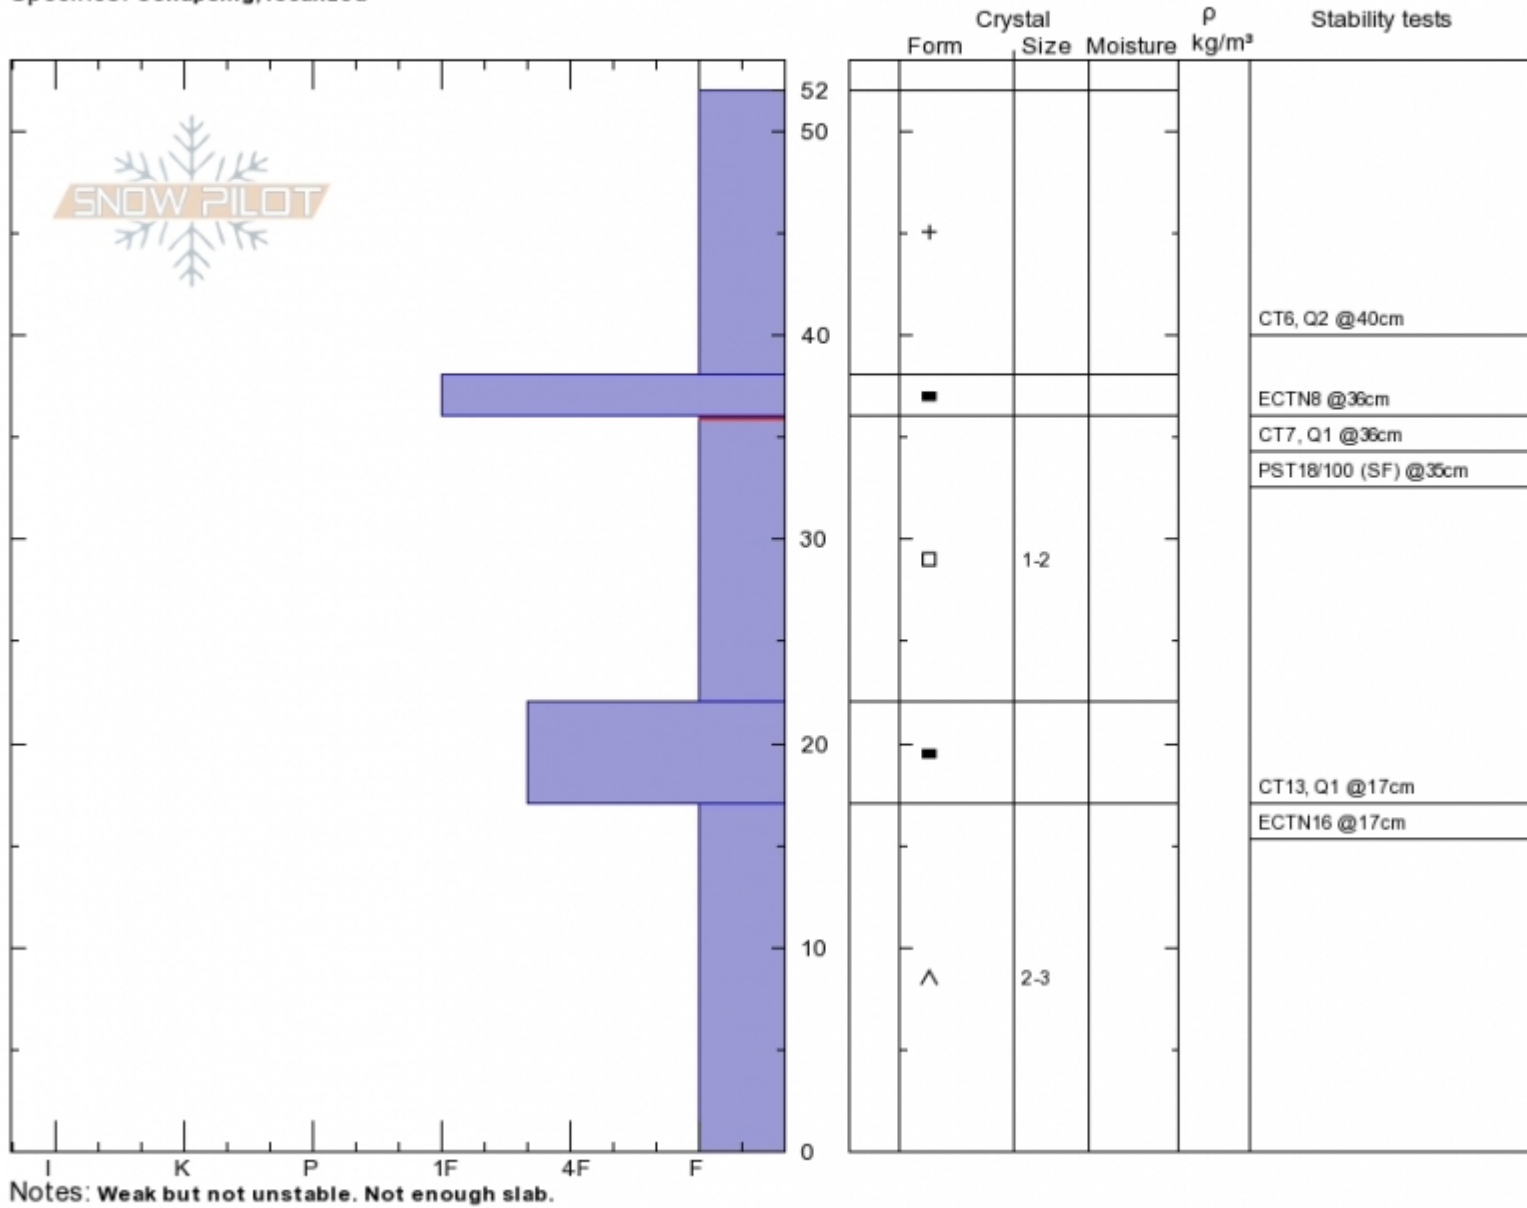 Crystal ρ Stability tests
Form Size Moisture kg/m³
SNOW PILOT
52
50
40
30
20
10
0
CT6, Q2 @40cm
ECTN8 @36cm
CT7, Q1 @36cm
PST18/100 (SF) @35cm
1-2
CT13, Q1 @17cm
ECTN16 @17cm
2-3
I K P 1F 4F F
Notes: Weak but not unstable. Not enough slab.